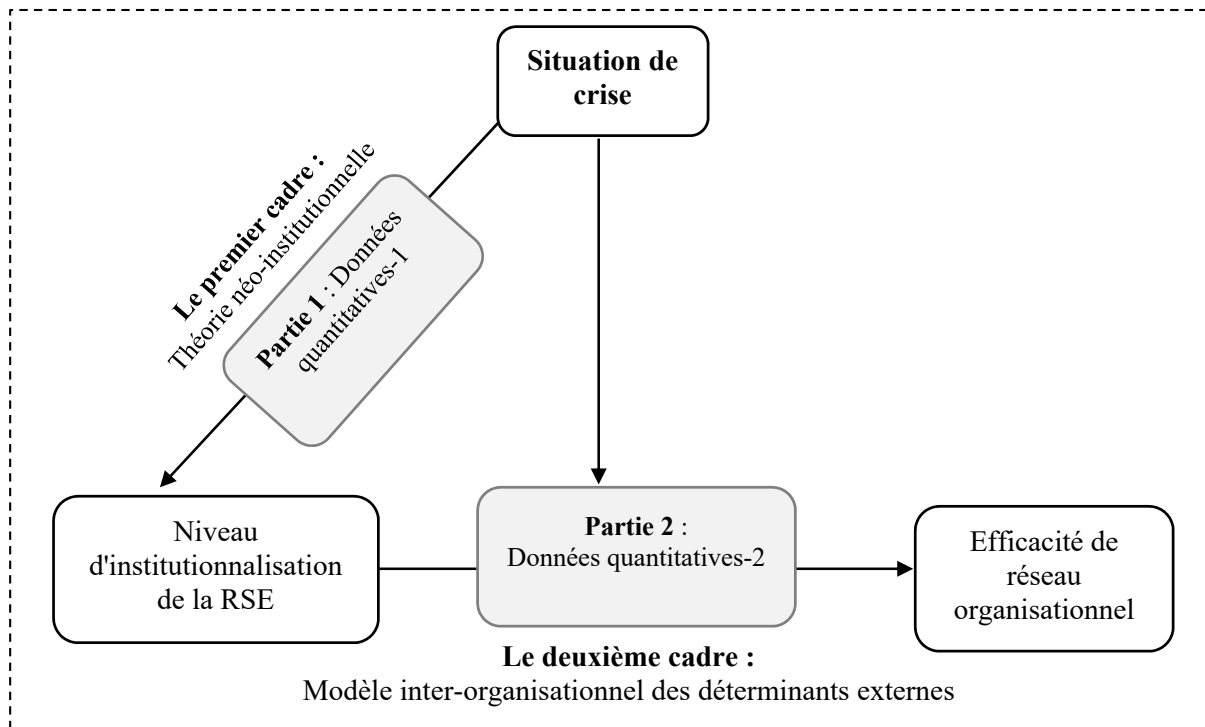 Situation de
crise
Le premier cadre :
Théorie néo-institutionnelle
Partie 1 : Données
quantitatives-1
Niveau
d'institutionnalisation
de la RSE
Partie 2 :
Données quantitatives-2
Efficacité de
réseau
organisationnel
Le deuxième cadre :
Modèle inter-organisationnel des déterminants externes